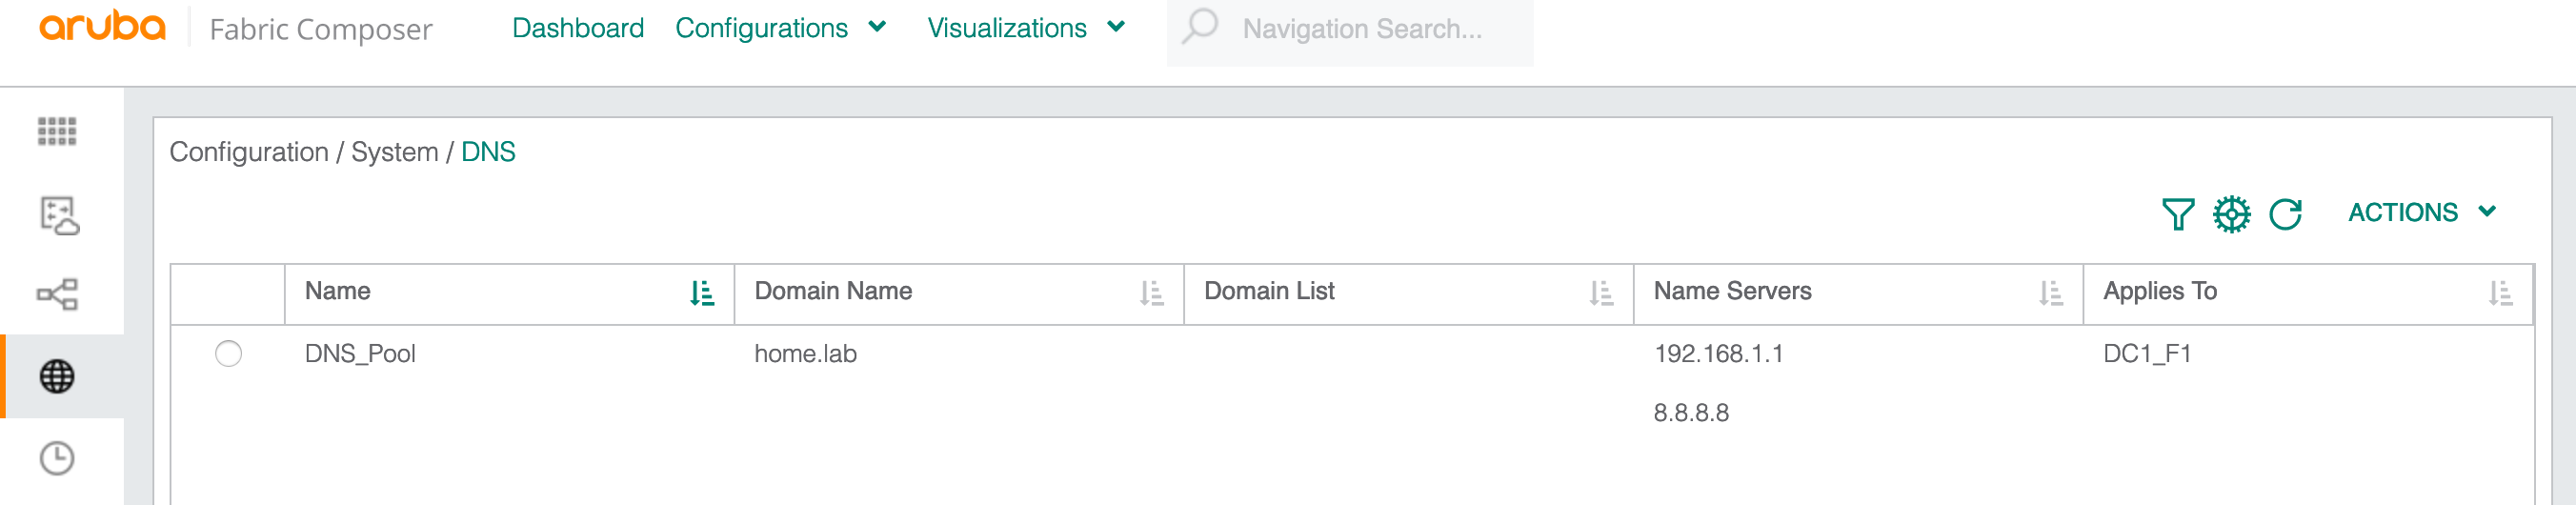 aruba Fabric Composer Dashboard Configurations Visualizations Navigation Search...
Configuration / System / DNS
ACTIONS
Name Domain Name Domain List Name Servers Applies To
DNS_Pool home.lab 192.168.1.1 DC1_F1
8.8.8.8